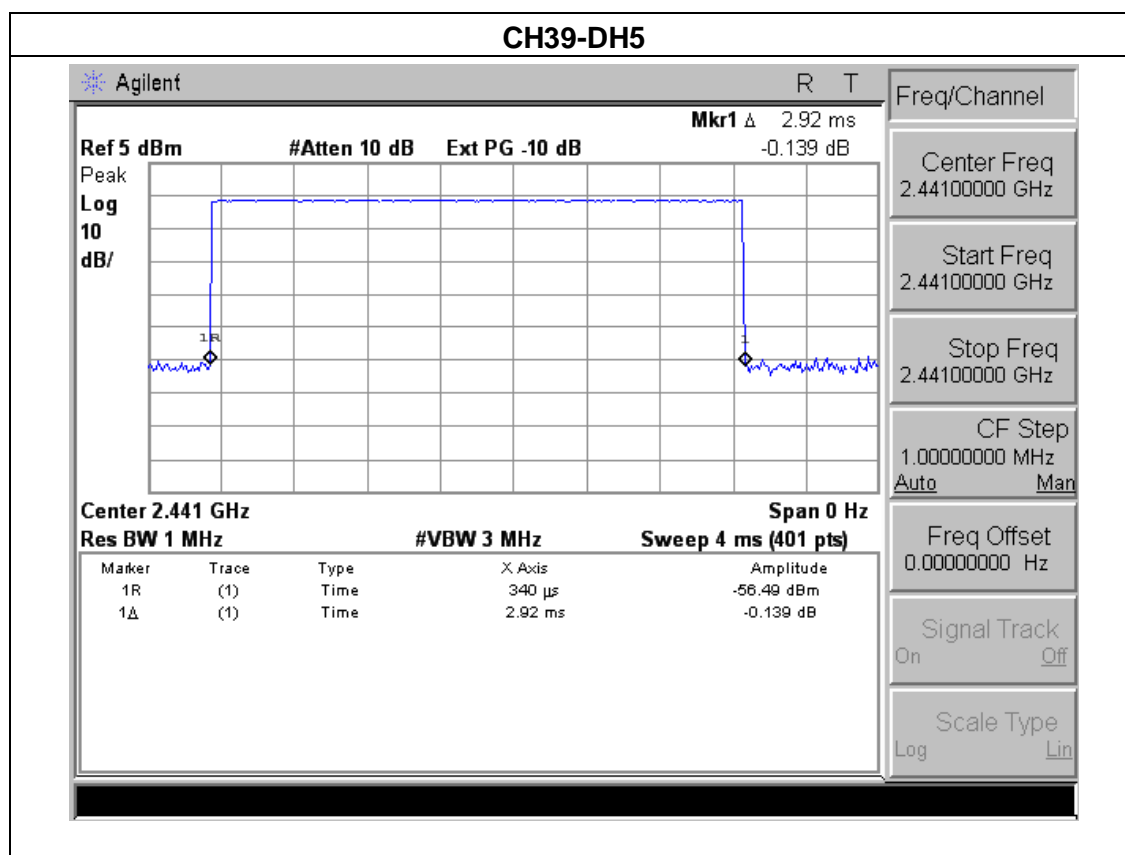 CH39-DH5
Agilent R T
Mkr1 Δ 2.92 ms
Ref 5 dBm #Atten 10 dB Ext PG -10 dB -0.139 dB
Peak
Log
10
dB/
1R
1
Center 2.441 GHz Span 0 Hz
Res BW 1 MHz #VBW 3 MHz Sweep 4 ms (401 pts)
Marker Trace Type X Axis Amplitude
1R (1) Time 340 µs -56.49 dBm
1Δ (1) Time 2.92 ms -0.139 dB
Freq/Channel
Center Freq
2.44100000 GHz
Start Freq
2.44100000 GHz
Stop Freq
2.44100000 GHz
CF Step
1.00000000 MHz
Auto Man
Freq Offset
0.00000000 Hz
Signal Track
On Off
Scale Type
Log Lin